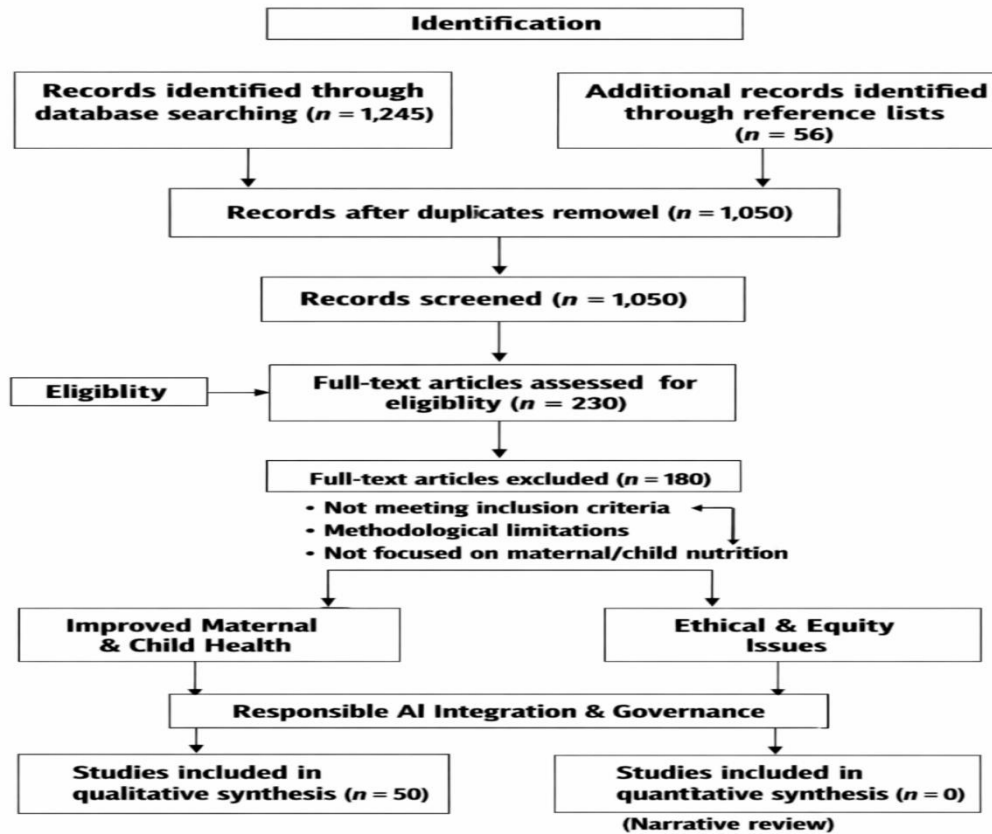 Identification
Records identified through
database searching (n = 1,245)
Additional records identified
through reference lists
(n = 56)
Records after duplicates remowel (n = 1,050)
Records screened (n = 1,050)
Eligiblity
Full-text articles assessed for
eligiblity (n = 230)
Full-text articles excluded (n = 180)
• Not meeting inclusion criteria
• Methodological limitations
• Not focused on maternal/child nutrition
Improved Maternal
& Child Health
Ethical & Equity
Issues
Responsible AI Integration & Governance
Studies included in
qualitative synthesis (n = 50)
Studies included in
quantitative synthesis (n = 0)
(Narrative review)